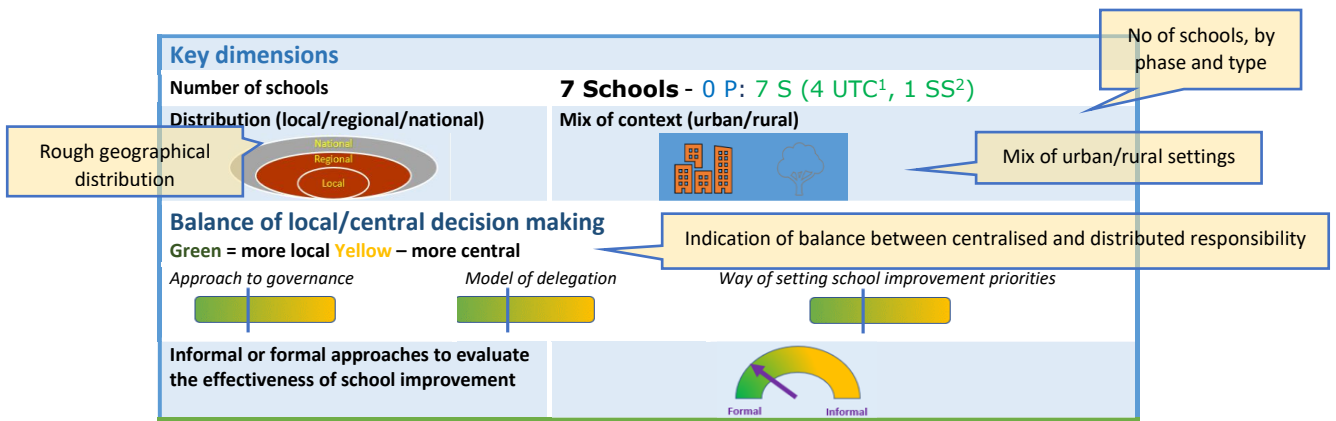 No of schools, by
phase and type
Key dimensions
Number of schools
7 Schools - 0 P: 7 S (4 UTC¹, 1 SS²)
Distribution (local/regional/national)
Mix of context (urban/rural)
Rough geographical
distribution
National
Regional
Local
Mix of urban/rural settings
Balance of local/central decision making
Indication of balance between centralised and distributed responsibility
Green = more local Yellow – more central
Approach to governance
Model of delegation
Way of setting school improvement priorities
Informal or formal approaches to evaluate
the effectiveness of school improvement
Formal
Informal